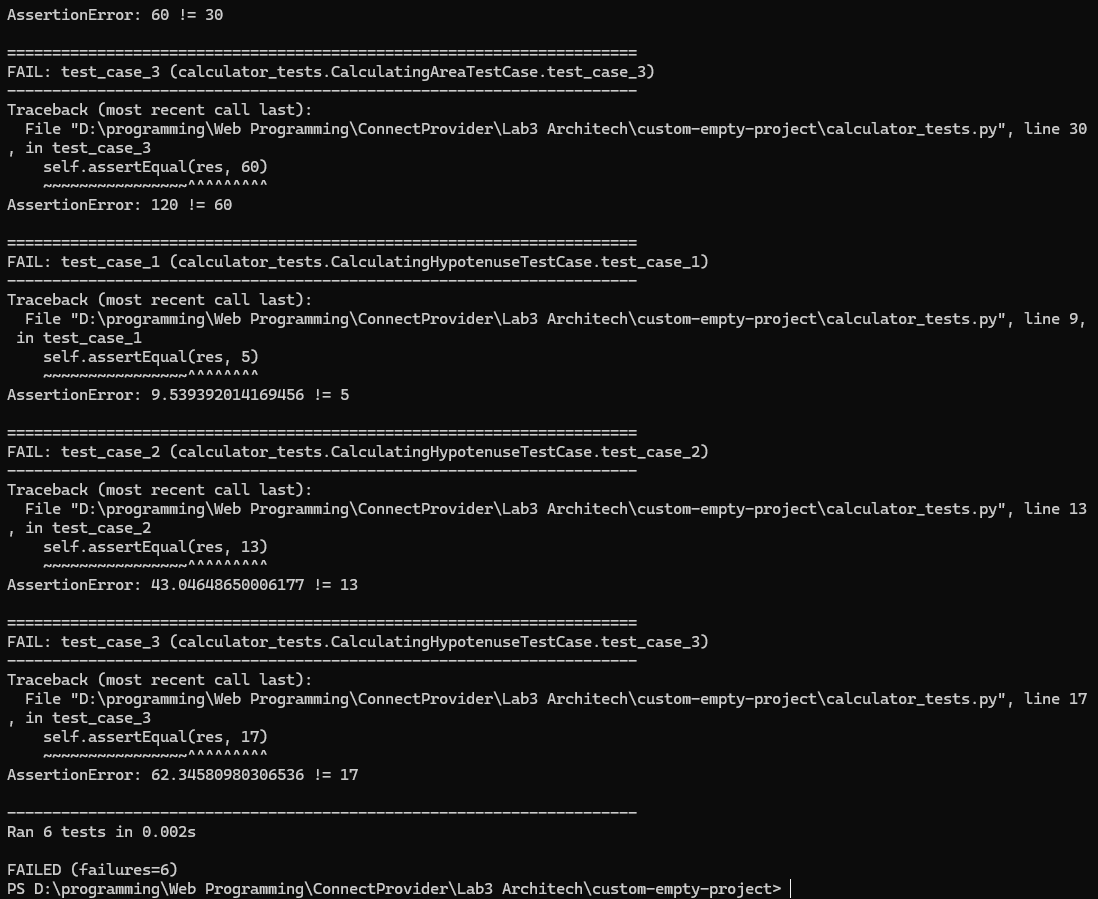 AssertionError: 60 != 30
======================================================================
FAIL: test_case_3 (calculator_tests.CalculatingAreaTestCase.test_case_3)
----------------------------------------------------------------------
Traceback (most recent call last):
  File "D:\programming\Web Programming\ConnectProvider\Lab3 Architech\custom-empty-project\calculator_tests.py", line 30
, in test_case_3
    self.assertEqual(res, 60)
    ~~~~~~~~~~~~~~~~^^^^^^^^^
AssertionError: 120 != 60
======================================================================
FAIL: test_case_1 (calculator_tests.CalculatingHypotenuseTestCase.test_case_1)
----------------------------------------------------------------------
Traceback (most recent call last):
  File "D:\programming\Web Programming\ConnectProvider\Lab3 Architech\custom-empty-project\calculator_tests.py", line 9,
 in test_case_1
    self.assertEqual(res, 5)
    ~~~~~~~~~~~~~~~~^^^^^^^^
AssertionError: 9.539392014169456 != 5
======================================================================
FAIL: test_case_2 (calculator_tests.CalculatingHypotenuseTestCase.test_case_2)
----------------------------------------------------------------------
Traceback (most recent call last):
  File "D:\programming\Web Programming\ConnectProvider\Lab3 Architech\custom-empty-project\calculator_tests.py", line 13
, in test_case_2
    self.assertEqual(res, 13)
    ~~~~~~~~~~~~~~~~^^^^^^^^^
AssertionError: 43.04648650006177 != 13
======================================================================
FAIL: test_case_3 (calculator_tests.CalculatingHypotenuseTestCase.test_case_3)
----------------------------------------------------------------------
Traceback (most recent call last):
  File "D:\programming\Web Programming\ConnectProvider\Lab3 Architech\custom-empty-project\calculator_tests.py", line 17
, in test_case_3
    self.assertEqual(res, 17)
    ~~~~~~~~~~~~~~~~^^^^^^^^^
AssertionError: 62.34580980306536 != 17
----------------------------------------------------------------------
Ran 6 tests in 0.002s
FAILED (failures=6)
PS D:\programming\Web Programming\ConnectProvider\Lab3 Architech\custom-empty-project>